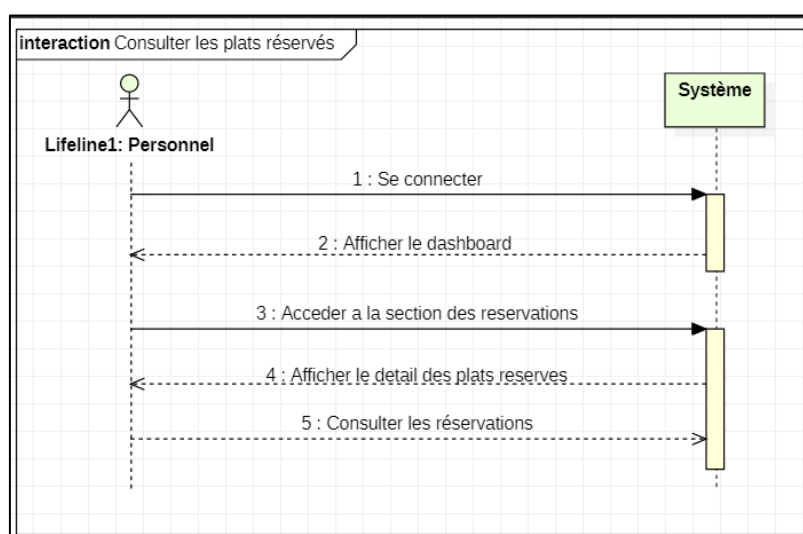 interaction Consulter les plats réservés
Système
Lifeline1: Personnel
1 : Se connecter
2 : Afficher le dashboard
3 : Acceder a la section des reservations
4 : Afficher le detail des plats reserves
5 : Consulter les réservations